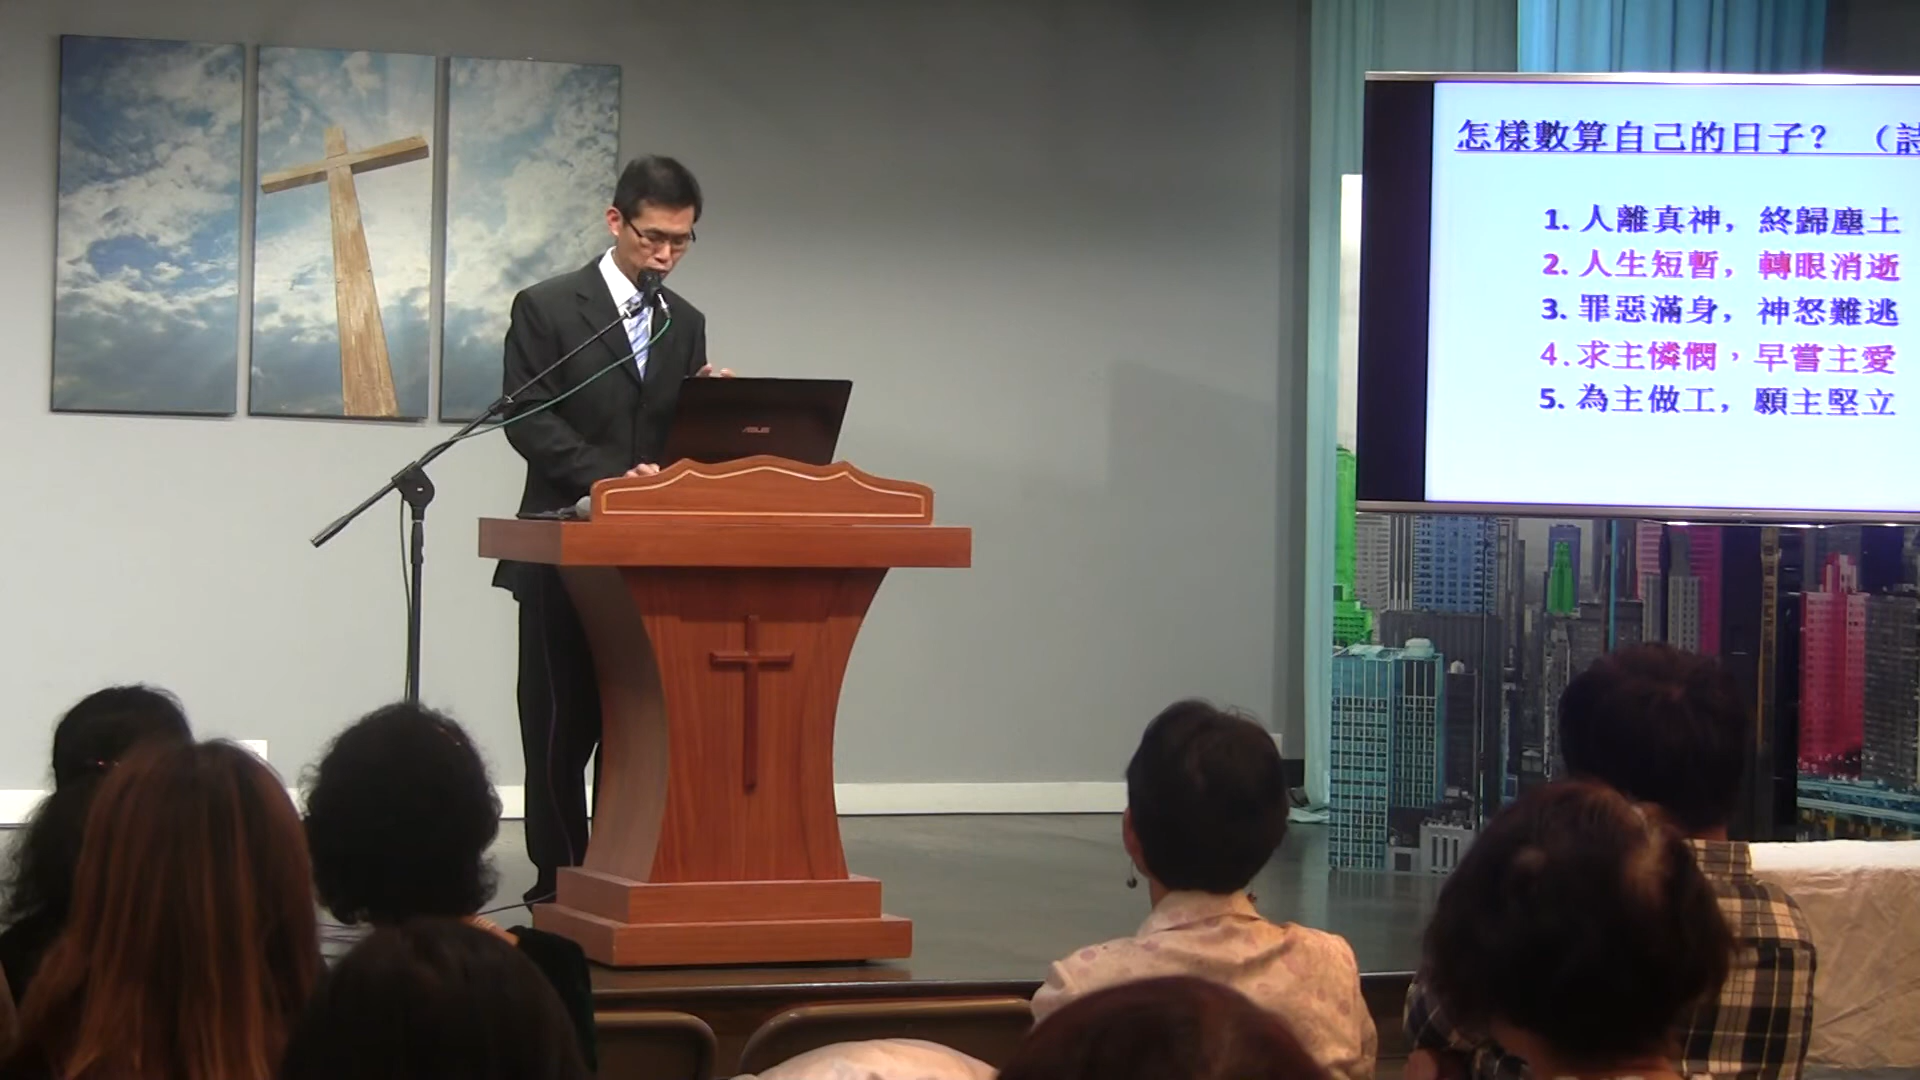 怎樣數算自己的日子？（詩
1. 人離真神，終歸塵土
2. 人生短暫，轉眼消逝
3. 罪惡滿身，神怒難逃
4. 求主憐憫，早嘗主愛
5. 為主做工，願主堅立
ASUS